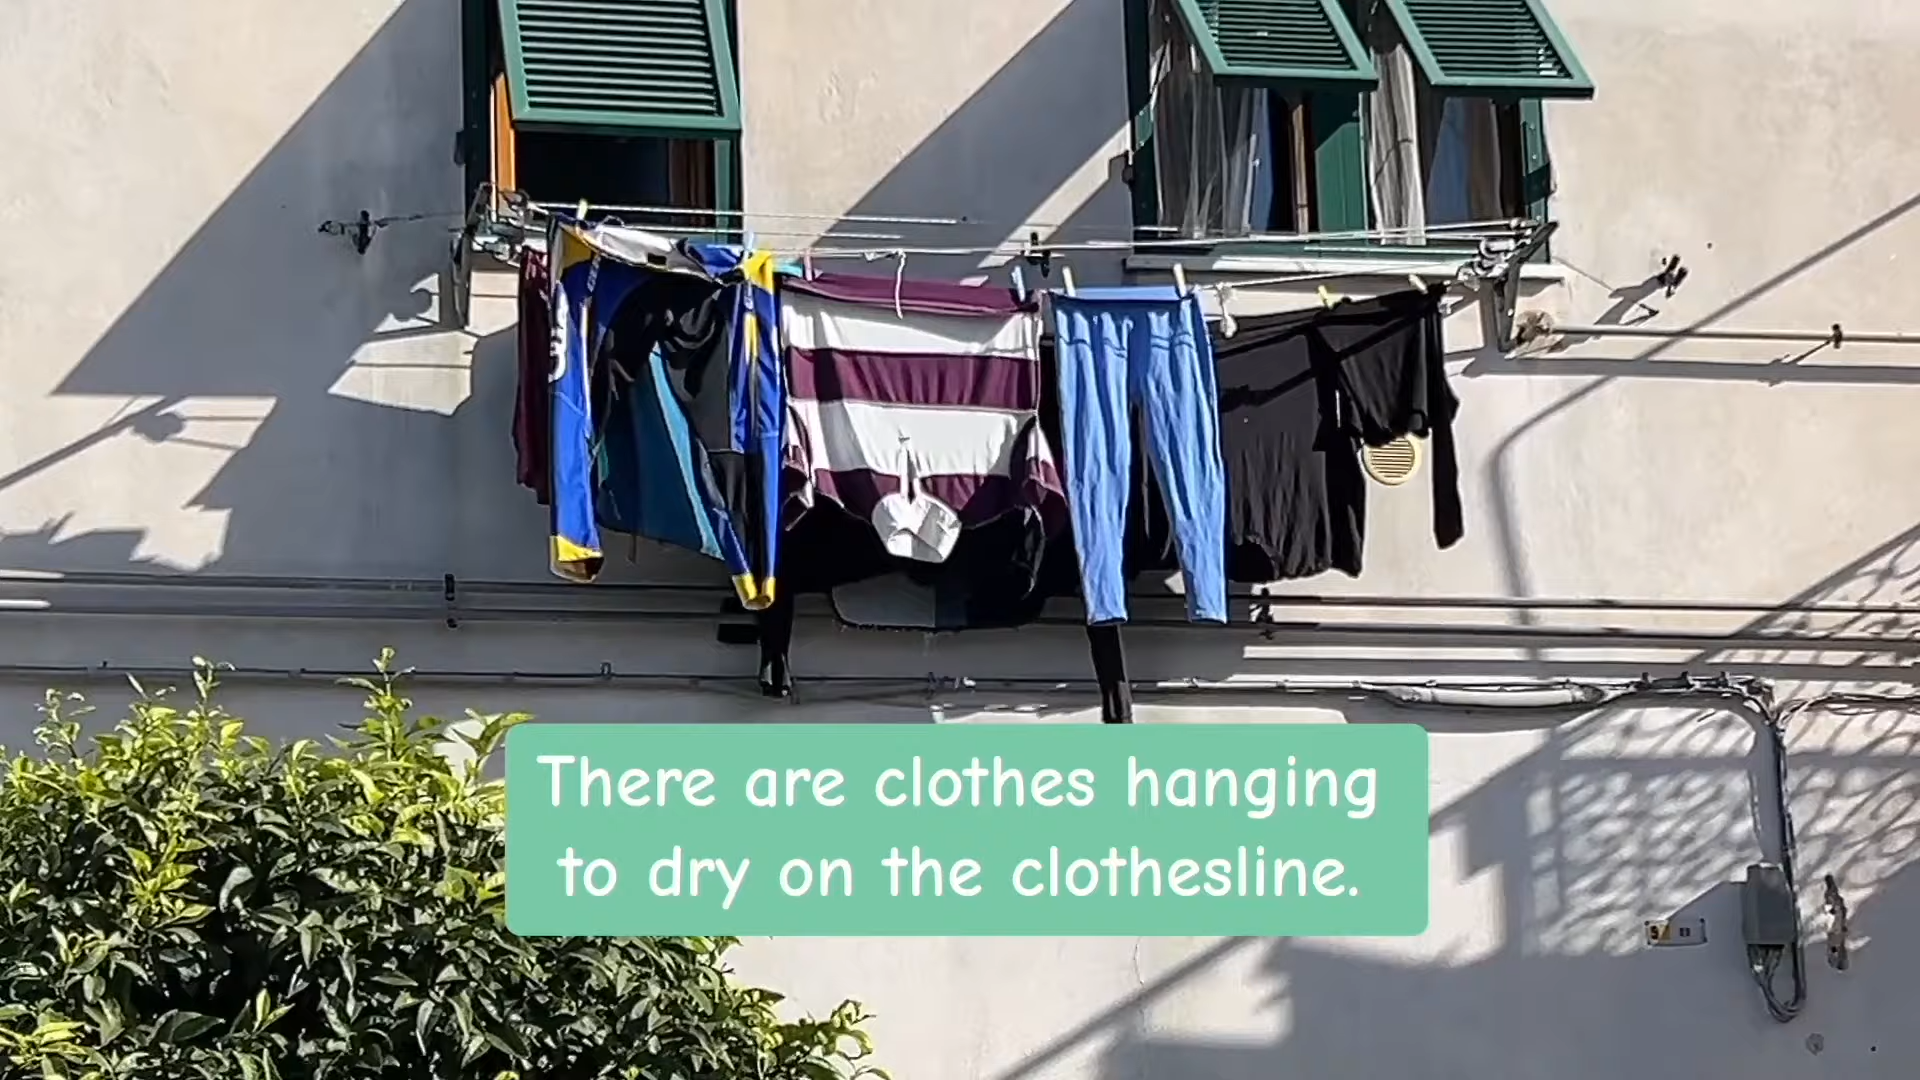 There are clothes hanging
to dry on the clothesline.